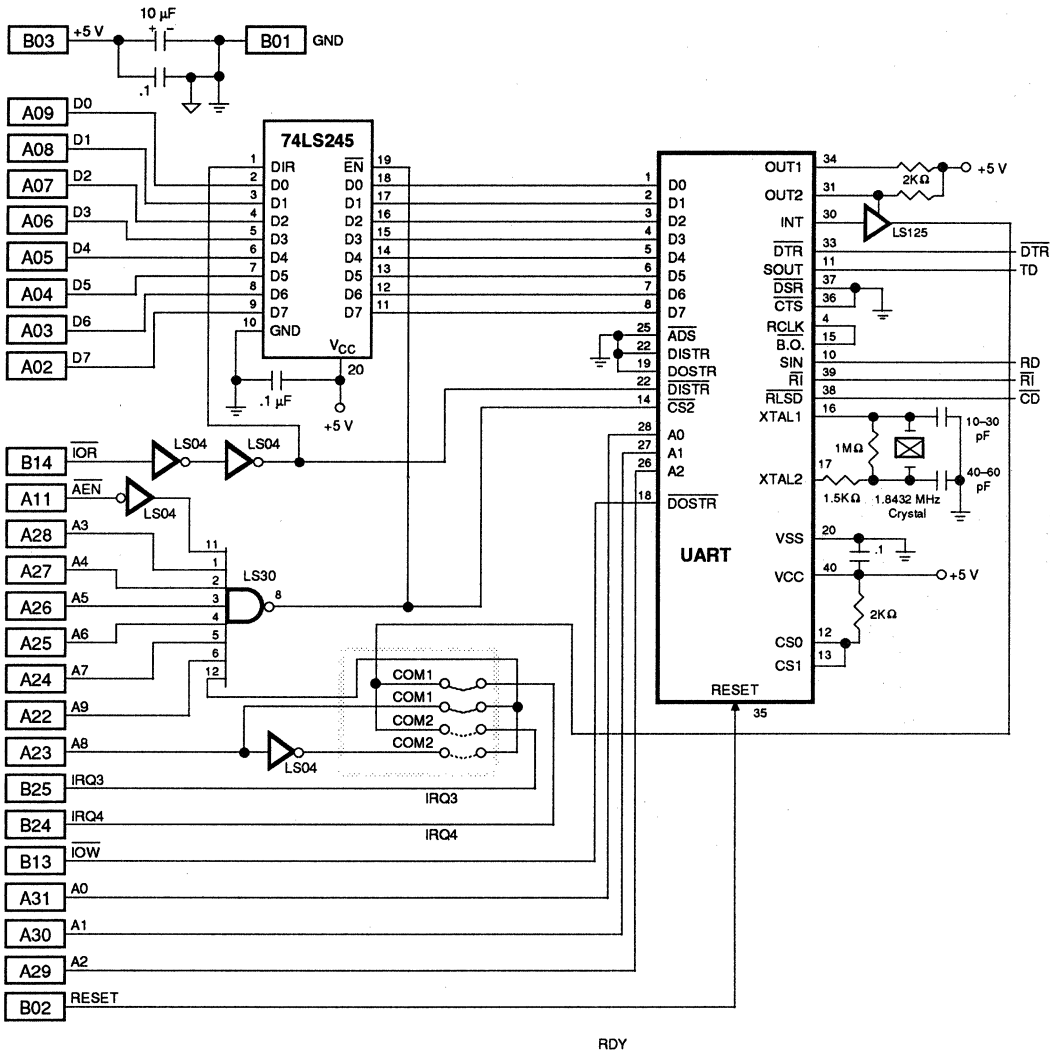 10 µF
B03 +5 V + - B01 GND
.1
A09 D0
A08 D1
A07 D2
A06 D3
A05 D4
A04 D5
A03 D6
A02 D7
74LS245
1 DIR EN 19
2 D0 D0 18
3 D1 D1 17
4 D2 D2 16
5 D3 D3 15
6 D4 D4 14
7 D5 D5 13
8 D6 D6 12
9 D7 D7 11
10 GND
VCC
20
.1 µF
+5 V
B14 IOR LS04 LS04
A11 AEN LS04
A28 A3 11
A27 A4 1
A26 A5 2
A25 A6 3
A24 A7 4
A22 A9 5
6
12
LS30
8
A23 A8 LS04
COM1
COM1
COM2
COM2
B25 IRQ3 IRQ3
B24 IRQ4 IRQ4
B13 IOW
A31 A0
A30 A1
A29 A2
B02 RESET
1 D0
2 D1
3 D2
4 D3
5 D4
6 D5
7 D6
8 D7
25 ADS
22 DISTR
19 DOSTR
22 DISTR
14 CS2
28 A0
27 A1
26 A2
18 DOSTR
UART
RESET
35
OUT1 34 2KΩ +5 V
OUT2 31
INT 30 LS125
DTR 33 DTR
SOUT 11 TD
DSR 37
CTS 36
RCLK 4
B.O. 15
SIN 10 RD
RI 39 RI
RLSD 38 CD
XTAL1 16
10–30
pF
1MΩ
XTAL2 17
1.5KΩ
40–60
pF
1.8432 MHz
Crystal
VSS 20
.1
VCC 40 +5 V
2KΩ
CS0 12
CS1 13
RDY